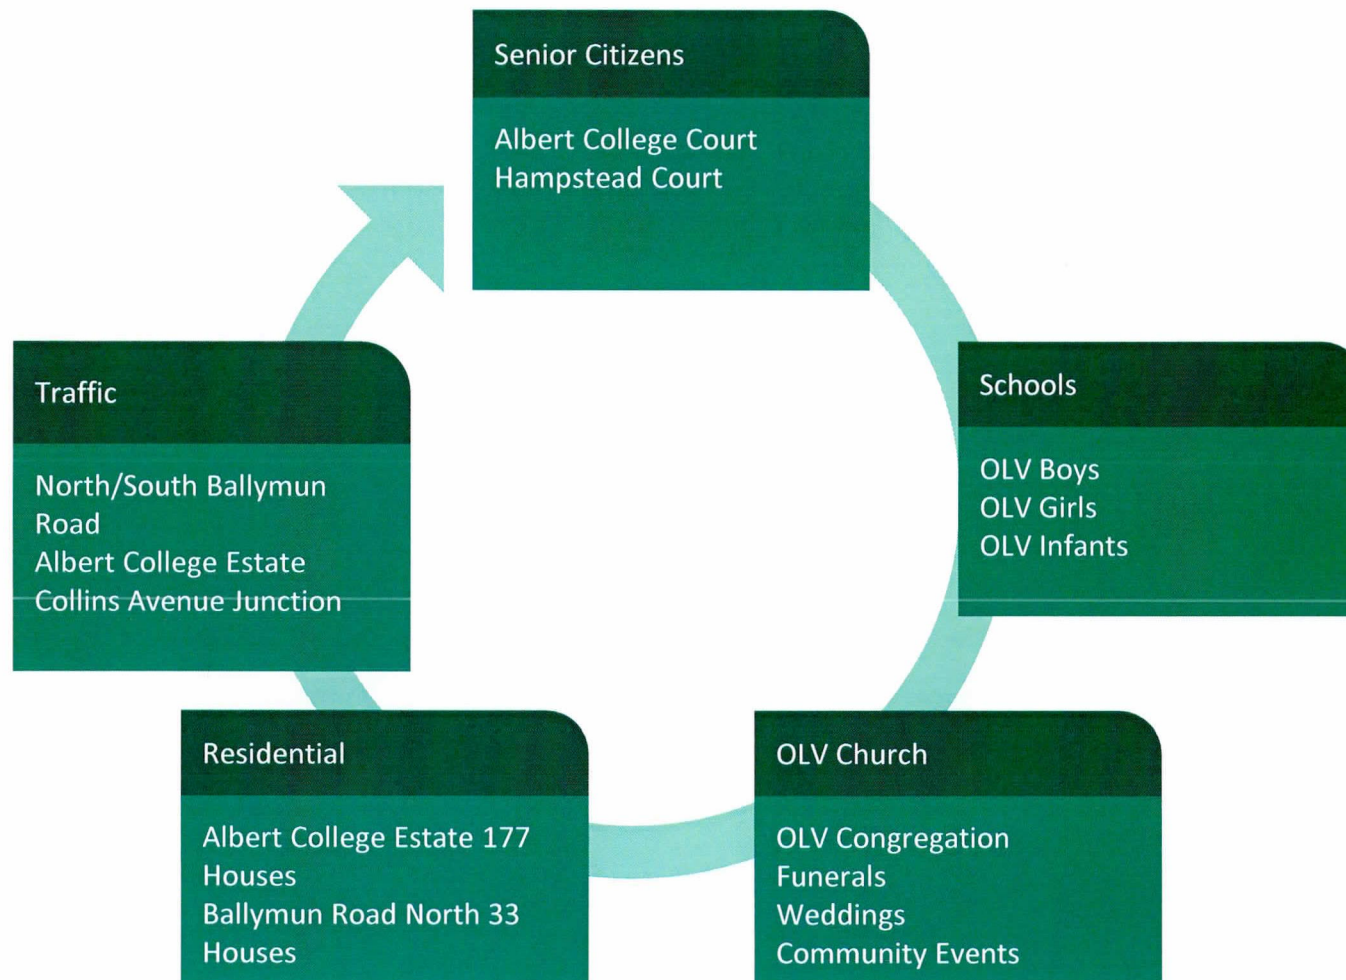 Senior Citizens
Albert College Court
Hampstead Court
Schools
OLV Boys
OLV Girls
OLV Infants
OLV Church
OLV Congregation
Funerals
Weddings
Community Events
Residential
Albert College Estate 177
Houses
Ballymun Road North 33
Houses
Traffic
North/South Ballymun
Road
Albert College Estate
Collins Avenue Junction